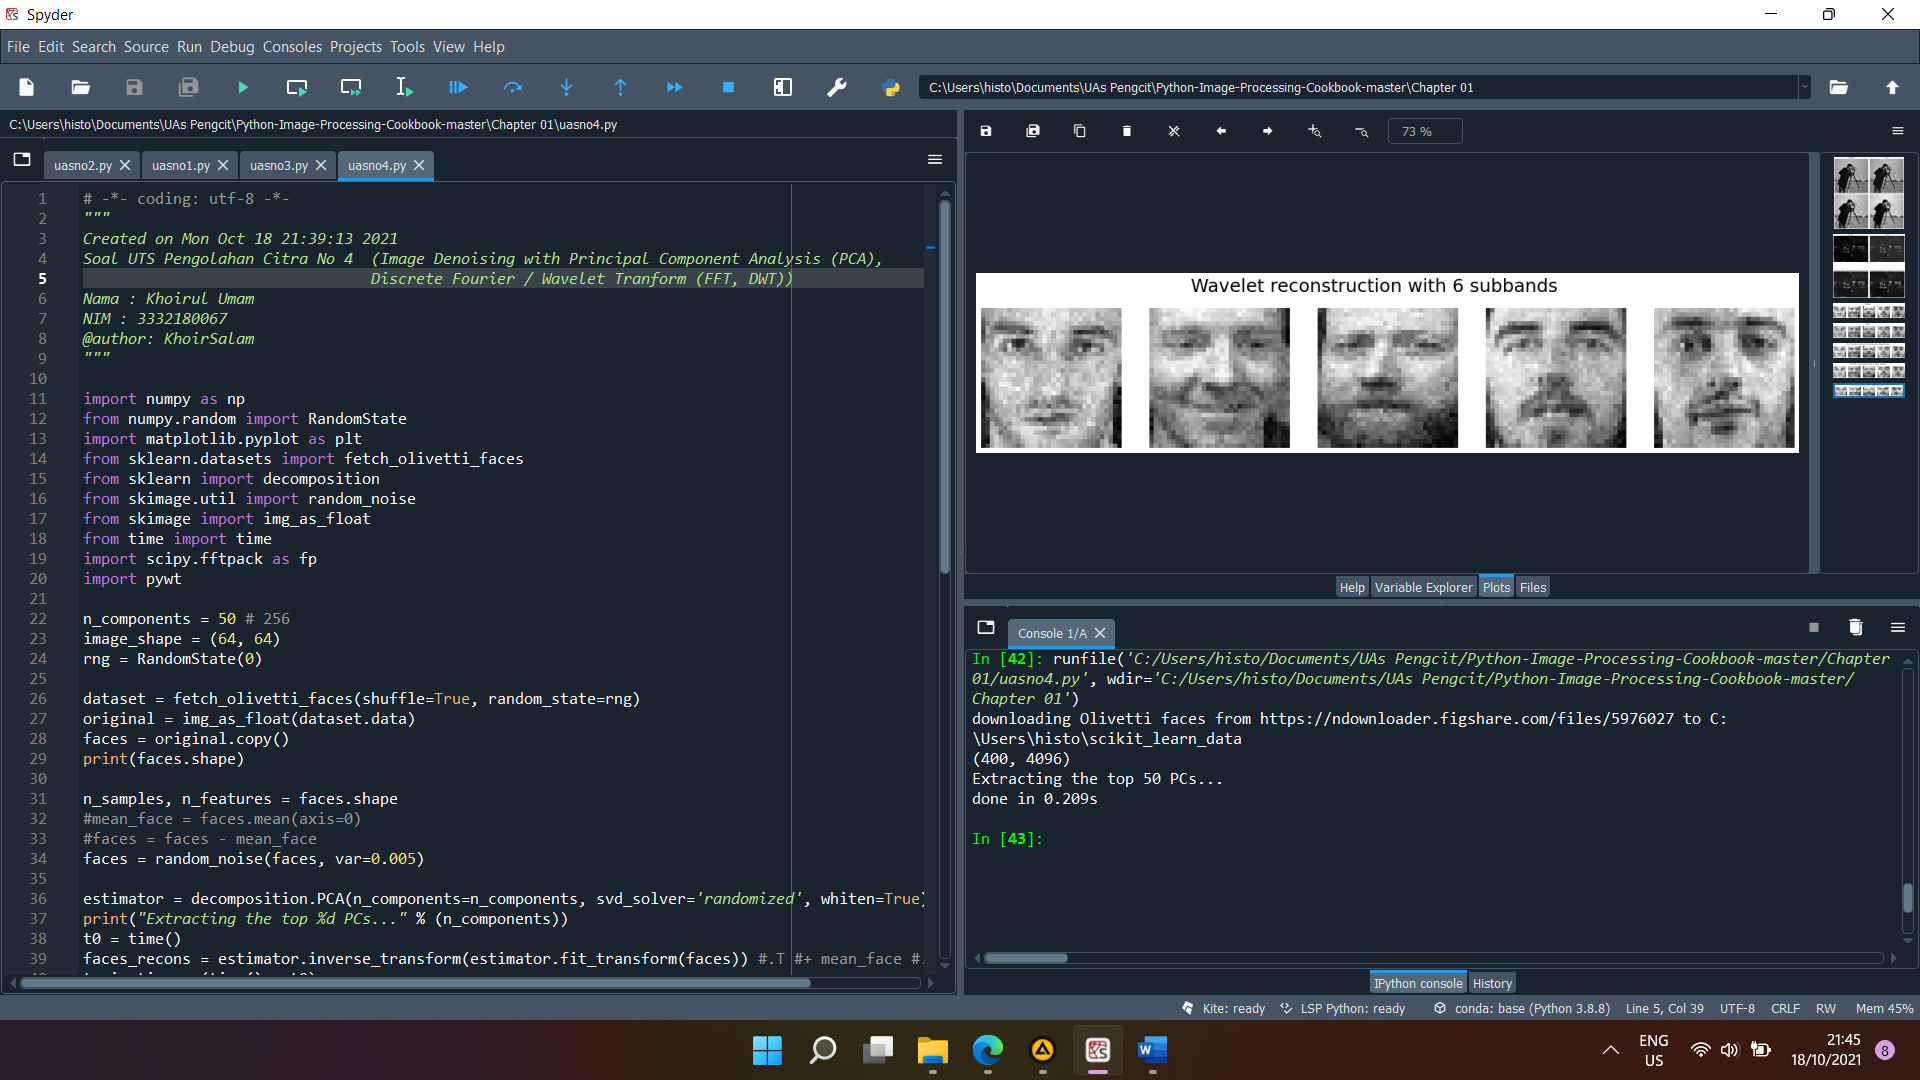 Spyder
File Edit Search Source Run Debug Consoles Projects Tools View Help
C:\Users\histo\Documents\UAs Pengcit\Python-Image-Processing-Cookbook-master\Chapter 01
C:\Users\histo\Documents\UAs Pengcit\Python-Image-Processing-Cookbook-master\Chapter 01\uasno4.py
uasno2.py uasno1.py uasno3.py uasno4.py
1 # -*- coding: utf-8 -*-
2 """
3 Created on Mon Oct 18 21:39:13 2021
4 Soal UTS Pengolahan Citra No 4 (Image Denoising with Principal Component Analysis (PCA),
5 Discrete Fourier / Wavelet Tranform (FFT, DWT))
6 Nama : Khoirul Umam
7 NIM : 3332180067
8 @author: KhoirSalam
9 """
10
11 import numpy as np
12 from numpy.random import RandomState
13 import matplotlib.pyplot as plt
14 from sklearn.datasets import fetch_olivetti_faces
15 from sklearn import decomposition
16 from skimage.util import random_noise
17 from skimage import img_as_float
18 from time import time
19 import scipy.fftpack as fp
20 import pywt
21
22 n_components = 50 # 256
23 image_shape = (64, 64)
24 rng = RandomState(0)
25
26 dataset = fetch_olivetti_faces(shuffle=True, random_state=rng)
27 original = img_as_float(dataset.data)
28 faces = original.copy()
29 print(faces.shape)
30
31 n_samples, n_features = faces.shape
32 #mean_face = faces.mean(axis=0)
33 #faces = faces - mean_face
34 faces = random_noise(faces, var=0.005)
35
36 estimator = decomposition.PCA(n_components=n_components, svd_solver='randomized', whiten=True)
37 print("Extracting the top %d PCs..." % (n_components))
38 t0 = time()
39 faces_recons = estimator.inverse_transform(estimator.fit_transform(faces)) #.T #+ mean_face #.
73 %
Wavelet reconstruction with 6 subbands
Help Variable Explorer Plots Files
Console 1/A
In [42]: runfile('C:/Users/histo/Documents/UAs Pengcit/Python-Image-Processing-Cookbook-master/Chapter
01/uasno4.py', wdir='C:/Users/histo/Documents/UAs Pengcit/Python-Image-Processing-Cookbook-master/
Chapter 01')
downloading Olivetti faces from https://ndownloader.figshare.com/files/5976027 to C:
\Users\histo\scikit_learn_data
(400, 4096)
Extracting the top 50 PCs...
done in 0.209s
In [43]:
IPython console History
Kite: ready LSP Python: ready conda: base (Python 3.8.8) Line 5, Col 39 UTF-8 CRLF RW Mem 45%
ENG
US
21:45
18/10/2021
8